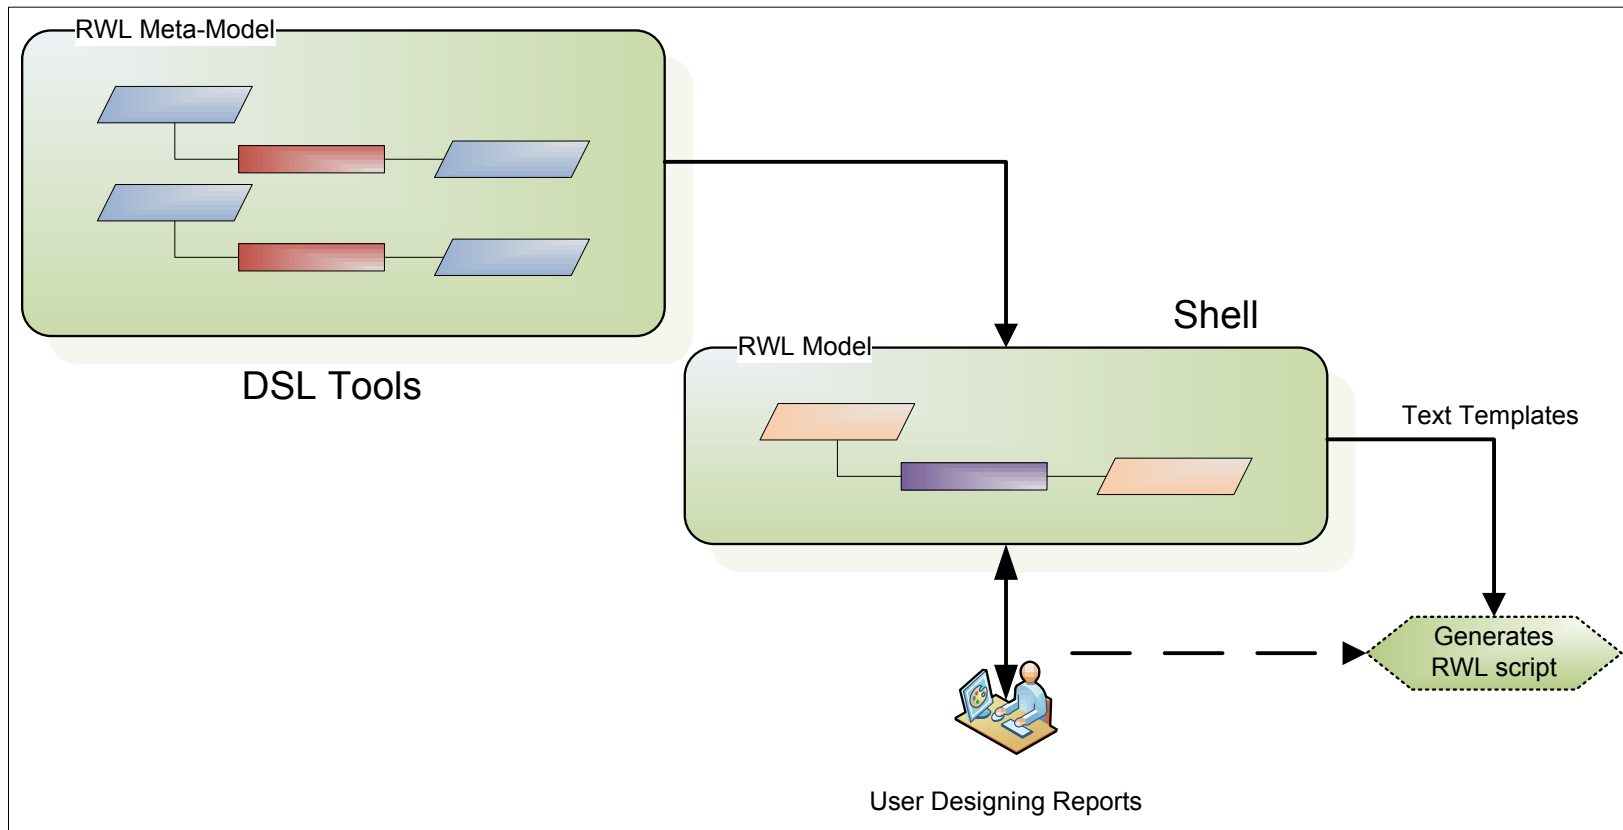 RWL Meta-Model
DSL Tools
Shell
RWL Model
Text Templates
Generates
RWL script
User Designing Reports